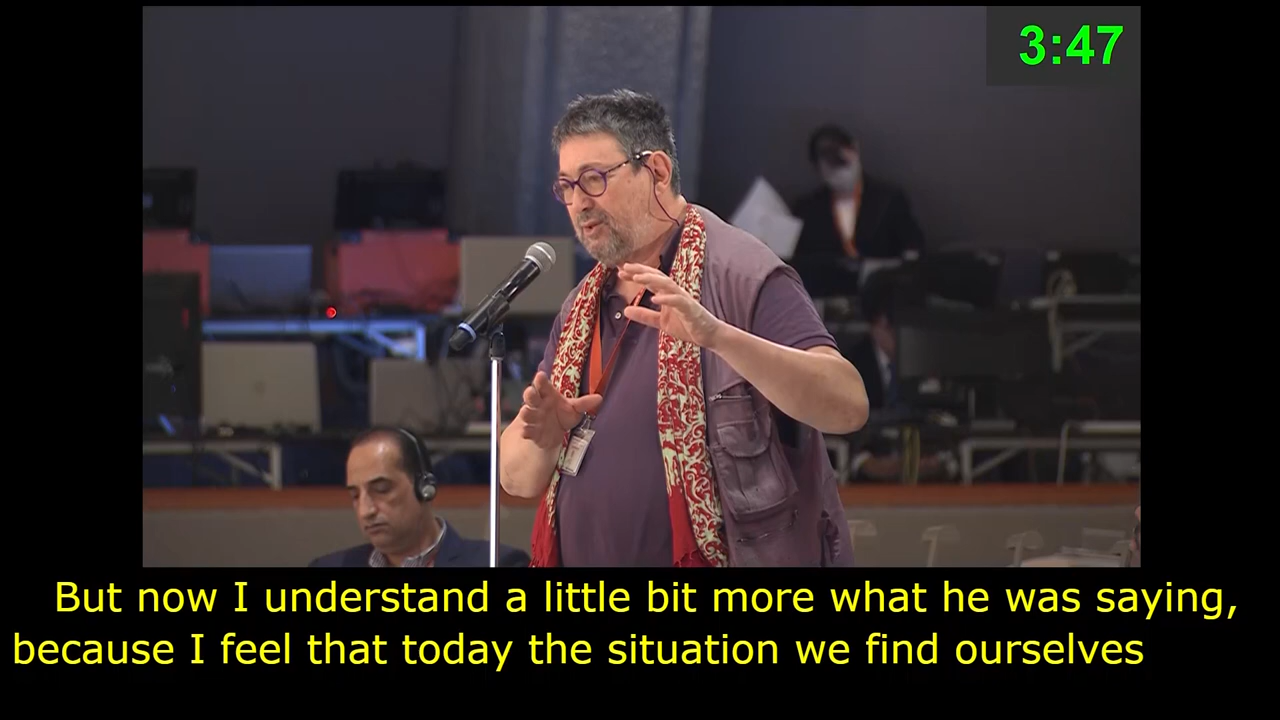 3:47
But now I understand a little bit more what he was saying,
because I feel that today the situation we find ourselves